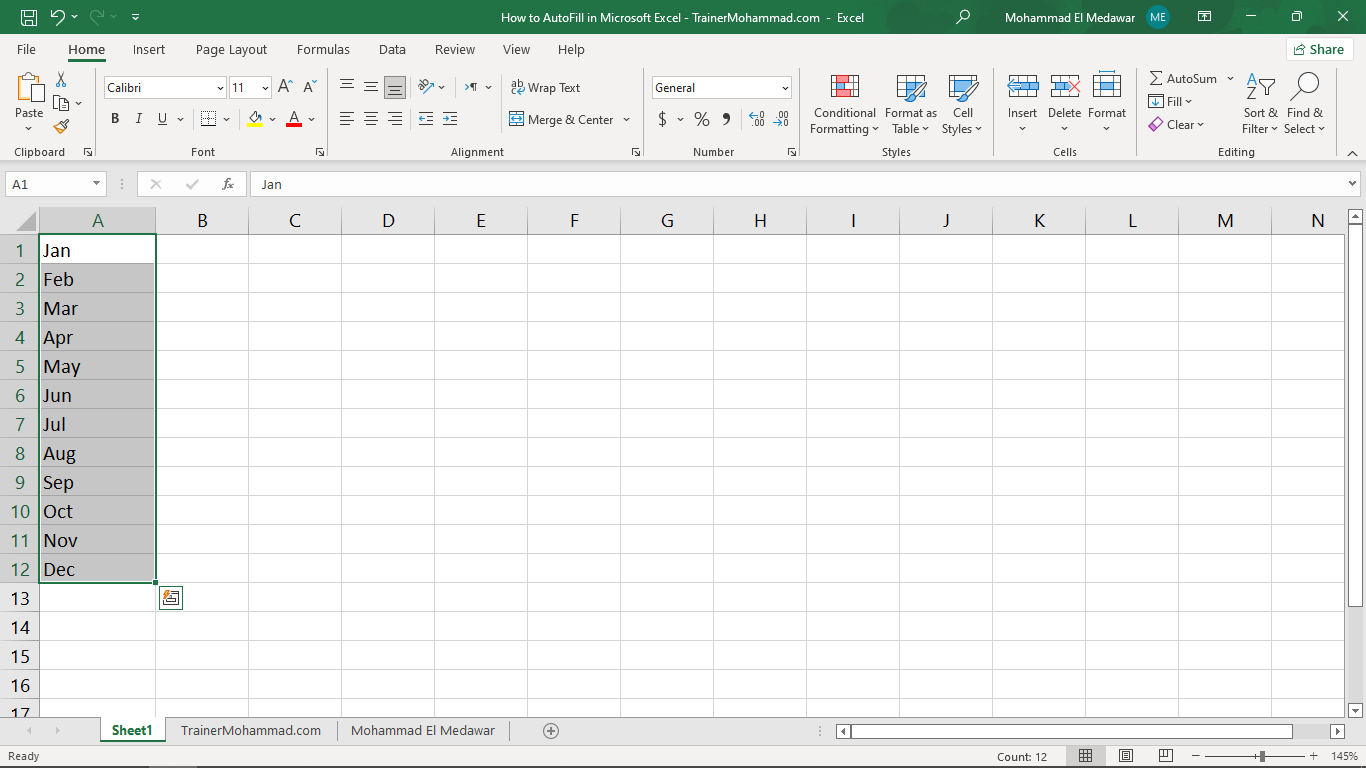 How to AutoFill in Microsoft Excel - TrainerMohammad.com - Excel
Mohammad El Medawar ME
File Home Insert Page Layout Formulas Data Review View Help Share
Paste
Clipboard
Calibri 11
B I U A
Font
Wrap Text
Merge & Center
Alignment
General
$ % 9
Number
Conditional Formatting
Format as Table
Cell Styles
Styles
Insert
Delete
Format
Cells
AutoSum
Fill
Clear
Sort & Filter
Find & Select
Editing
A1 fx Jan
A B C D E F G H I J K L M N
1 Jan
2 Feb
3 Mar
4 Apr
5 May
6 Jun
7 Jul
8 Aug
9 Sep
10 Oct
11 Nov
12 Dec
13
14
15
16
17
Sheet1 TrainerMohammad.com Mohammad El Medawar
Ready Count: 12 145%